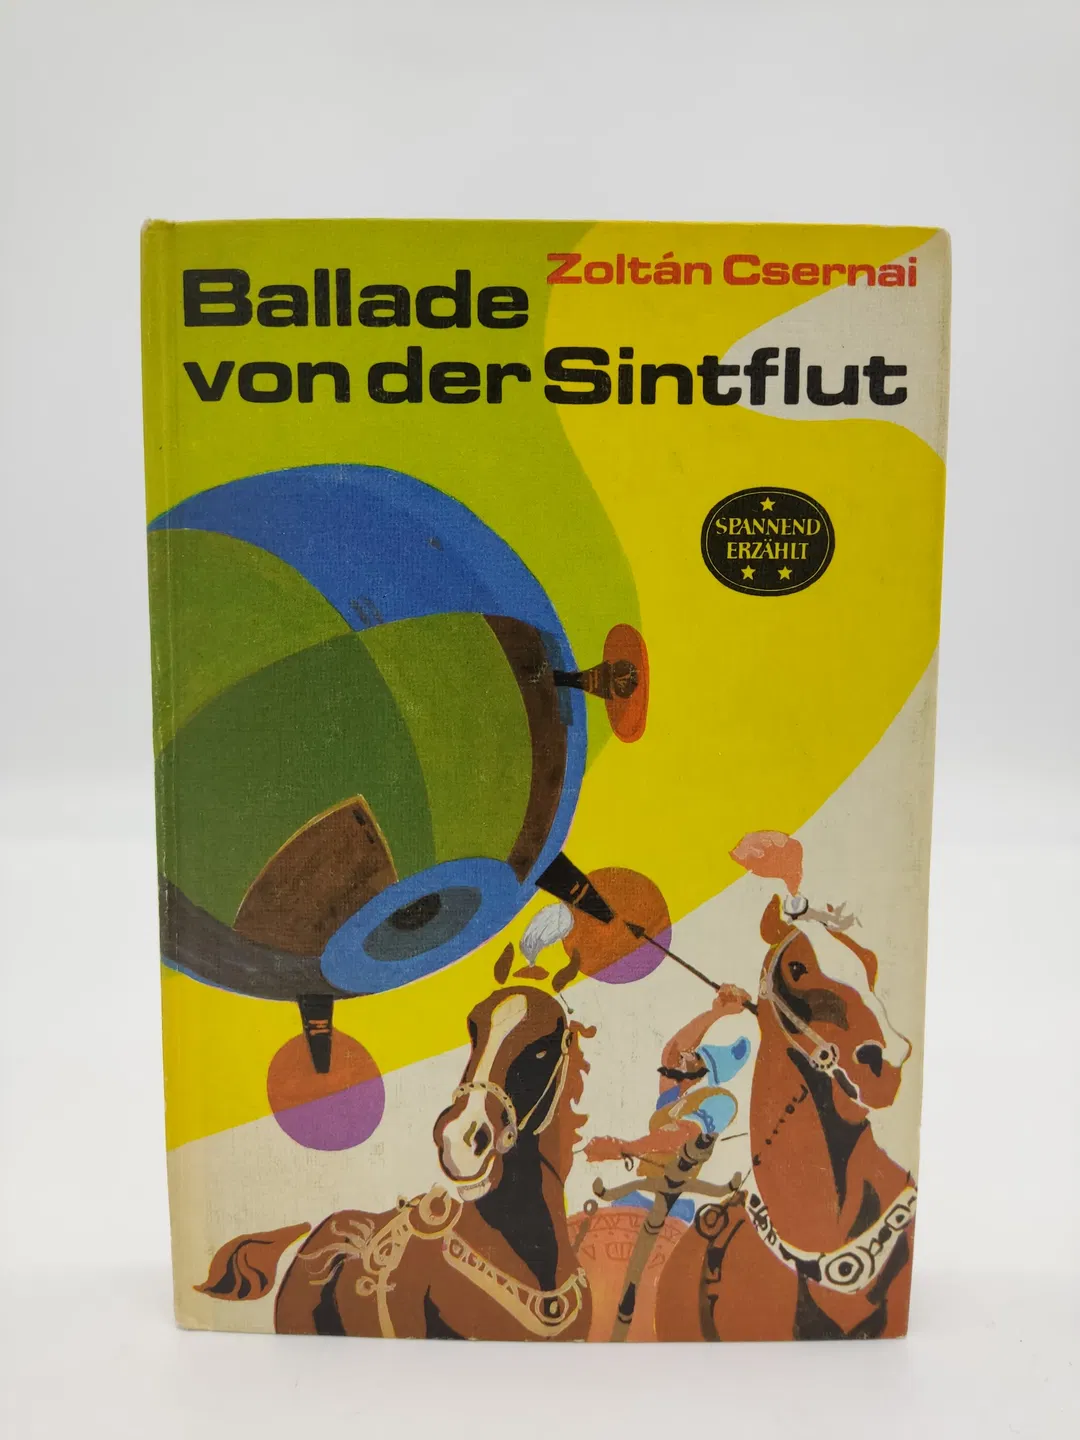 Zoltán Csernai
Ballade
von der Sintflut
SPANNEND
ERZÄHLT